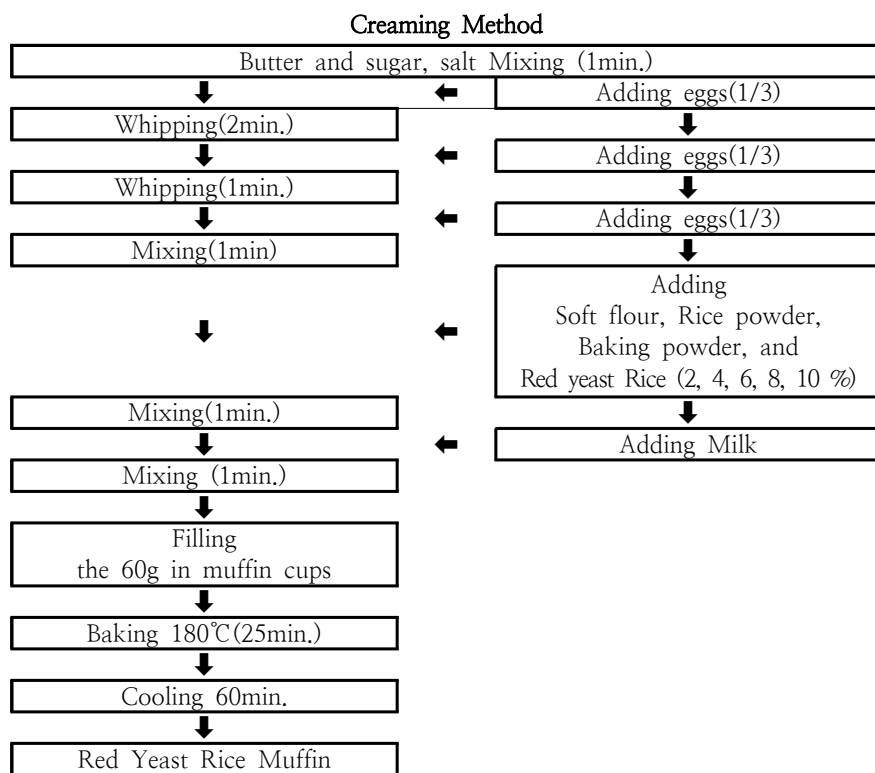 Creaming Method
Butter and sugar, salt Mixing (1min.)
Adding eggs(1/3)
Whipping(2min.)
Adding eggs(1/3)
Whipping(1min.)
Adding eggs(1/3)
Mixing(1min)
Adding
Soft flour, Rice powder,
Baking powder, and
Red yeast Rice (2, 4, 6, 8, 10 %)
Mixing(1min.)
Adding Milk
Mixing (1min.)
Filling
the 60g in muffin cups
Baking 180℃(25min.)
Cooling 60min.
Red Yeast Rice Muffin